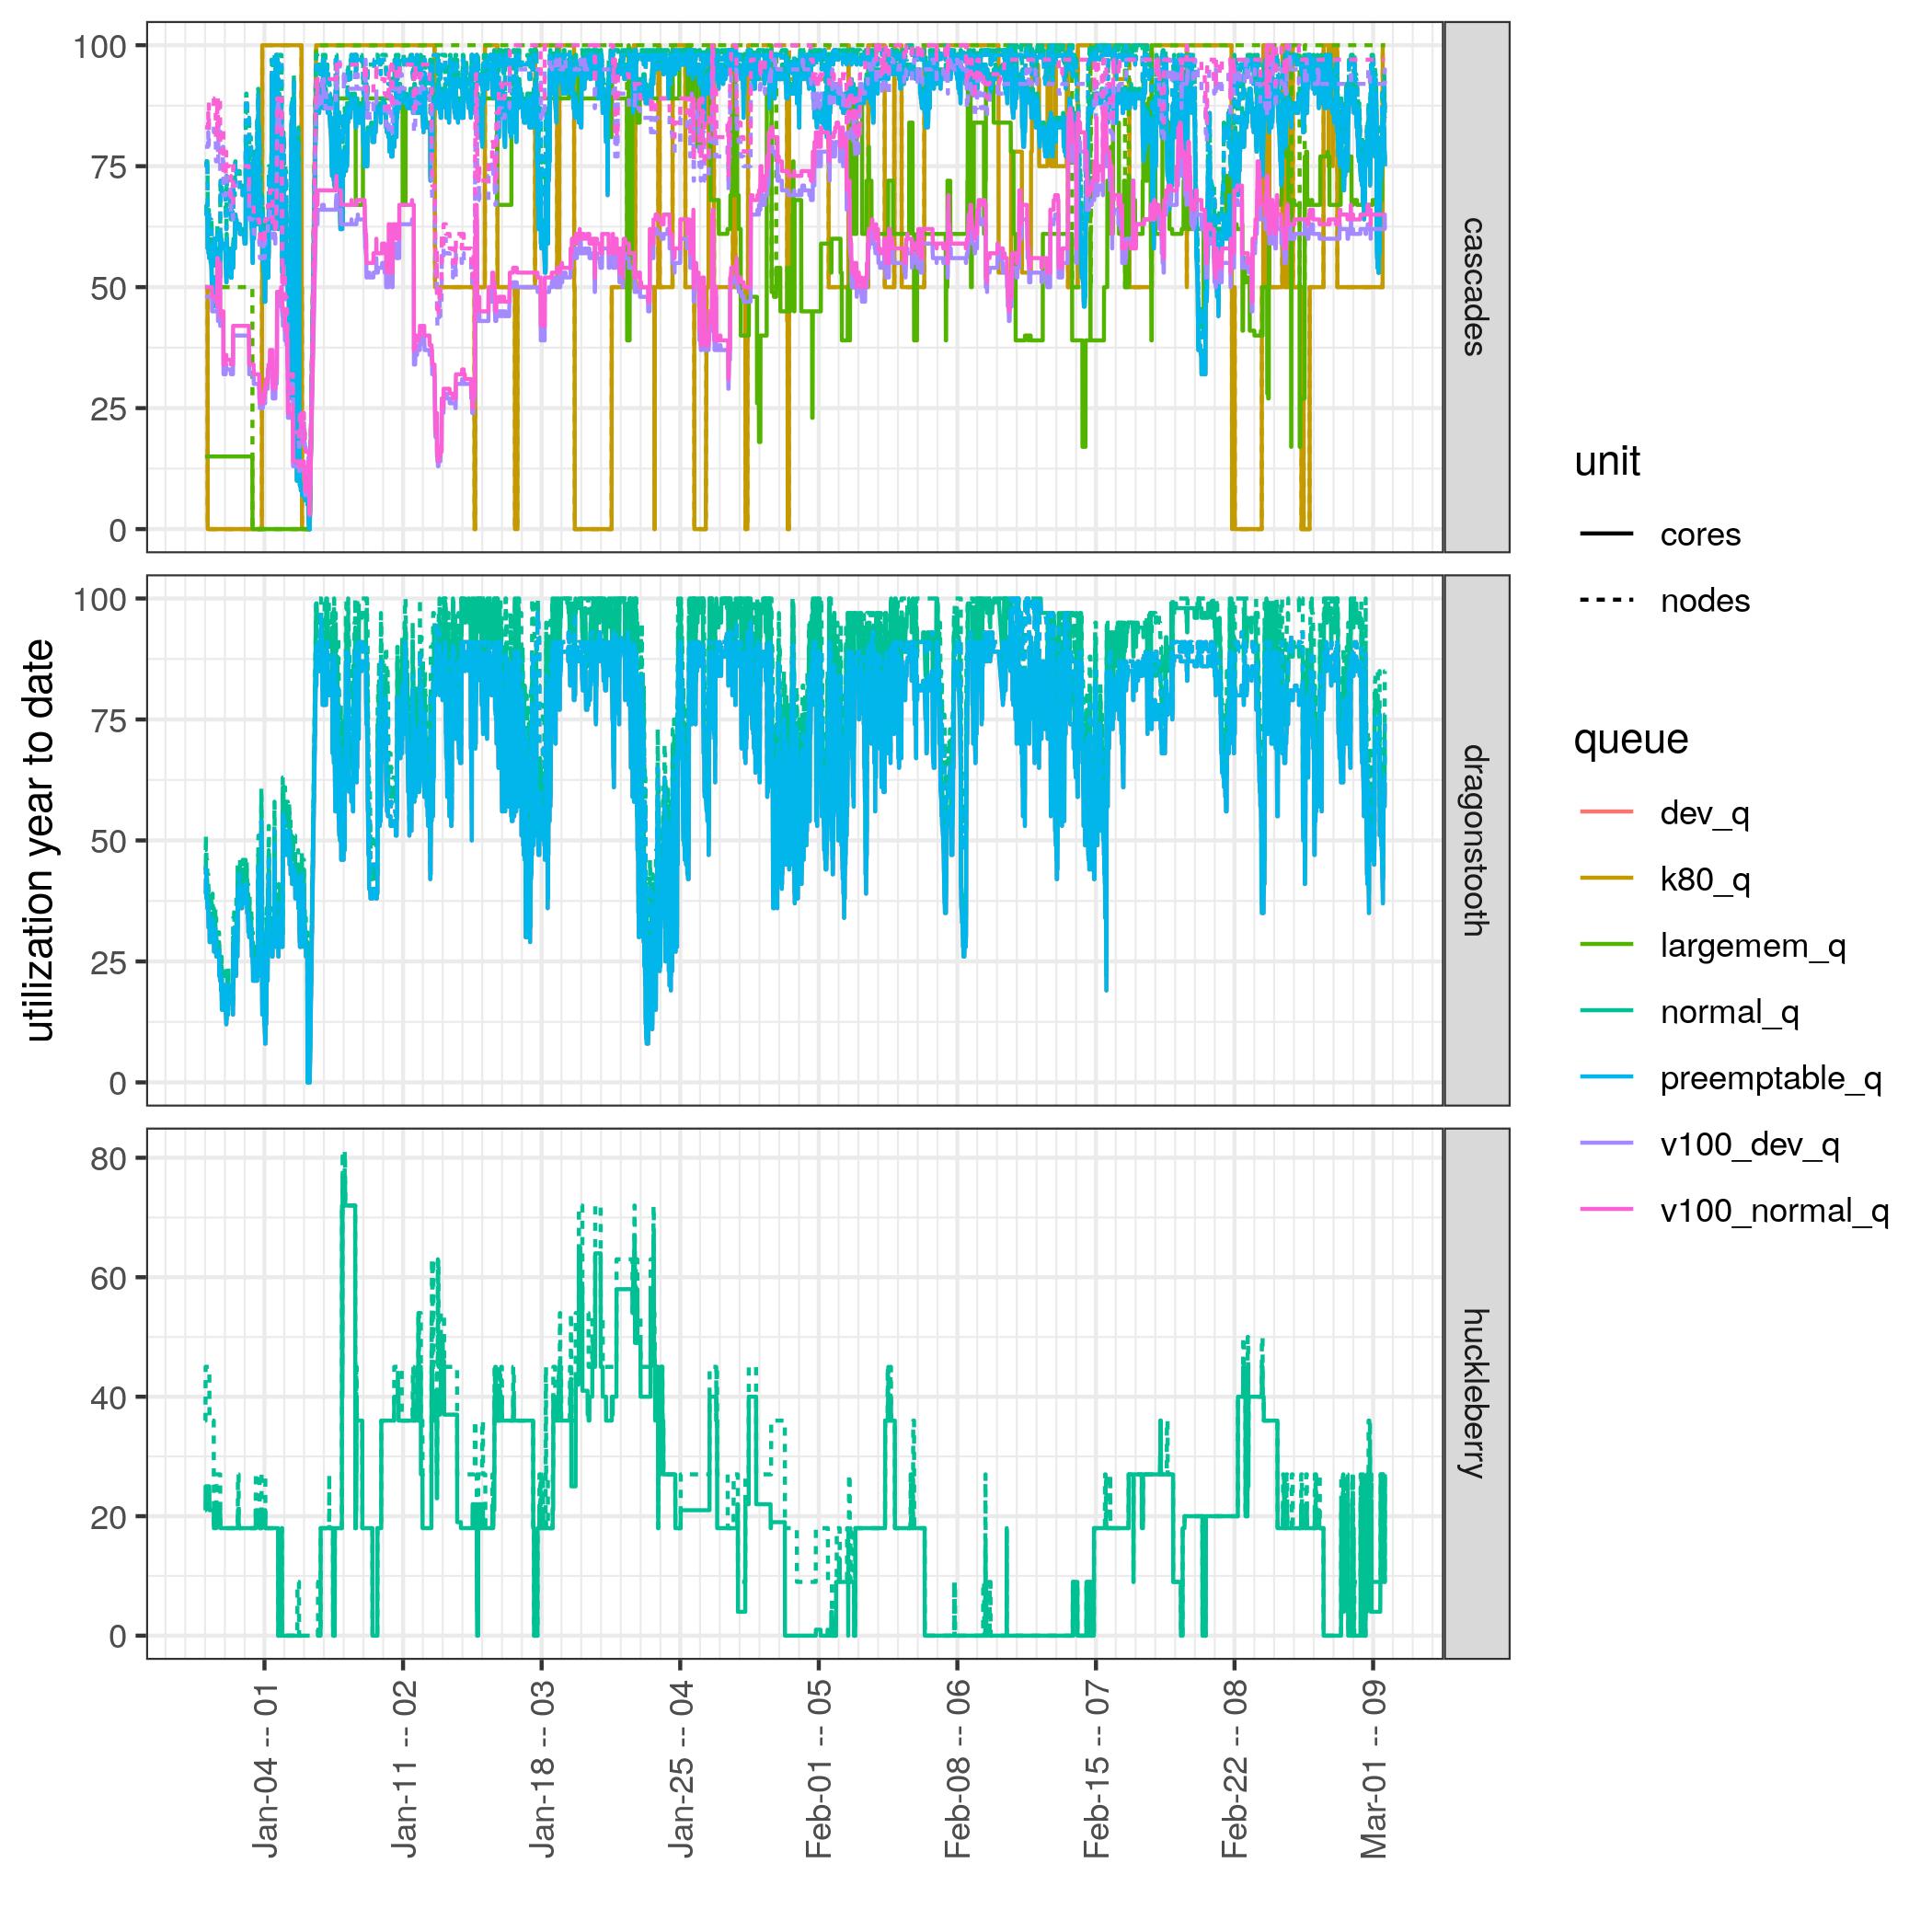 utilization year to date
100
75
50
25
0
cascades
100
75
50
25
0
dragonstooth
80
60
40
20
0
huckleberry
Jan-04 -- 01
Jan-11 -- 02
Jan-18 -- 03
Jan-25 -- 04
Feb-01 -- 05
Feb-08 -- 06
Feb-15 -- 07
Feb-22 -- 08
Mar-01 -- 09
unit
cores
nodes
queue
dev_q
k80_q
largemem_q
normal_q
preemptable_q
v100_dev_q
v100_normal_q